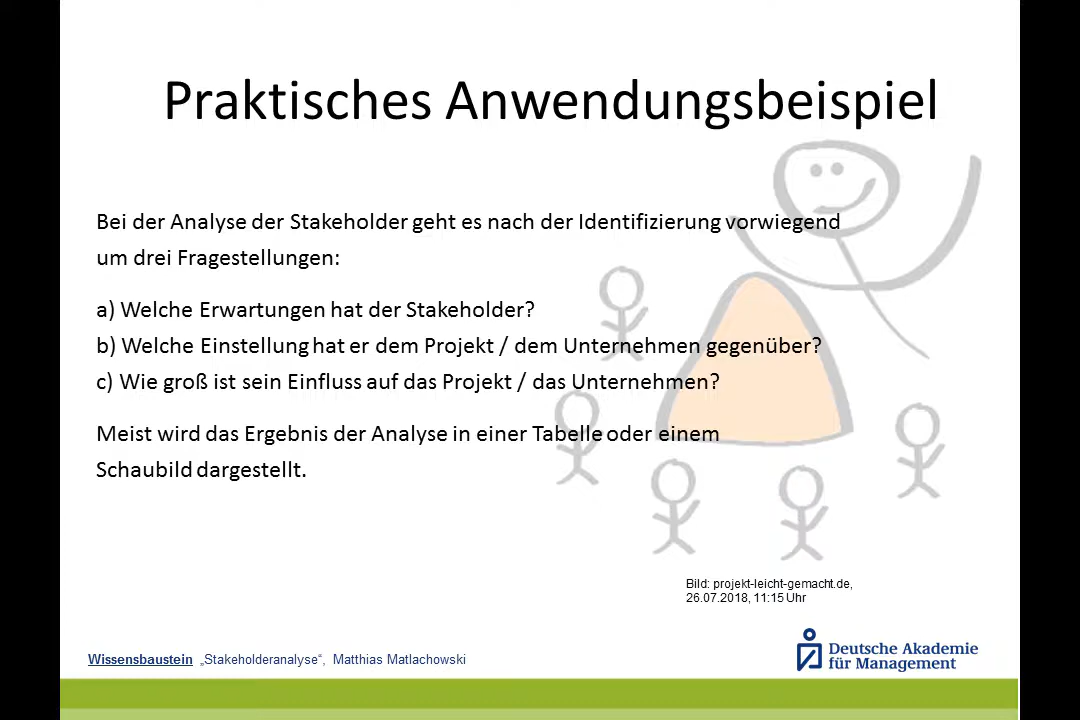 Praktisches Anwendungsbeispiel
Bei der Analyse der Stakeholder geht es nach der Identifizierung vorwiegend
um drei Fragestellungen:
a) Welche Erwartungen hat der Stakeholder?
b) Welche Einstellung hat er dem Projekt / dem Unternehmen gegenüber?
c) Wie groß ist sein Einfluss auf das Projekt / das Unternehmen?
Meist wird das Ergebnis der Analyse in einer Tabelle oder einem
Schaubild dargestellt.
Bild: projekt-leicht-gemacht.de,
26.07.2018, 11:15 Uhr
Wissensbaustein „Stakeholderanalyse“, Matthias Matlachowski
Deutsche Akademie
für Management